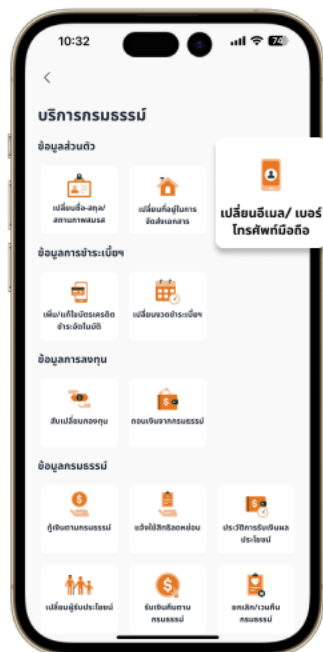 10:32
74
บริการกรมธรรม์
ข้อมูลส่วนตัว
เปลี่ยนชื่อ-สกุล/
สถานภาพสมรส
เปลี่ยนที่อยู่ในการ
จัดส่งเอกสาร
เปลี่ยนอีเมล/ เบอร์
โทรศัพท์มือถือ
ข้อมูลการชำระเบี้ยฯ
เพิ่ม/แก้ไขบัตรเครดิต
ชำระอัตโนมัติ
เปลี่ยนงวดชำระเบี้ยฯ
ข้อมูลการลงทุน
สับเปลี่ยนกองทุน
ถอนเงินจากกรมธรรม์
ข้อมูลกรมธรรม์
กู้เงินตามกรมธรรม์
แจ้งใช้สิทธิลดหย่อน
ประวัติการรับเงินผล
ประโยชน์
เปลี่ยนผู้รับประโยชน์
รับเงินคืนตาม
กรมธรรม์
ยกเลิก/เวนคืน
กรมธรรม์